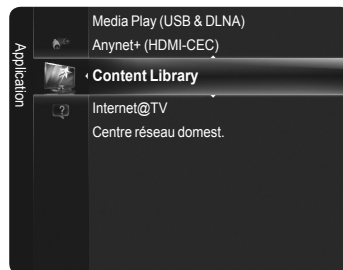 Application
Media Play (USB & DLNA)
Anynet+ (HDMI-CEC)
Content Library
Internet@TV
Centre réseau domest.